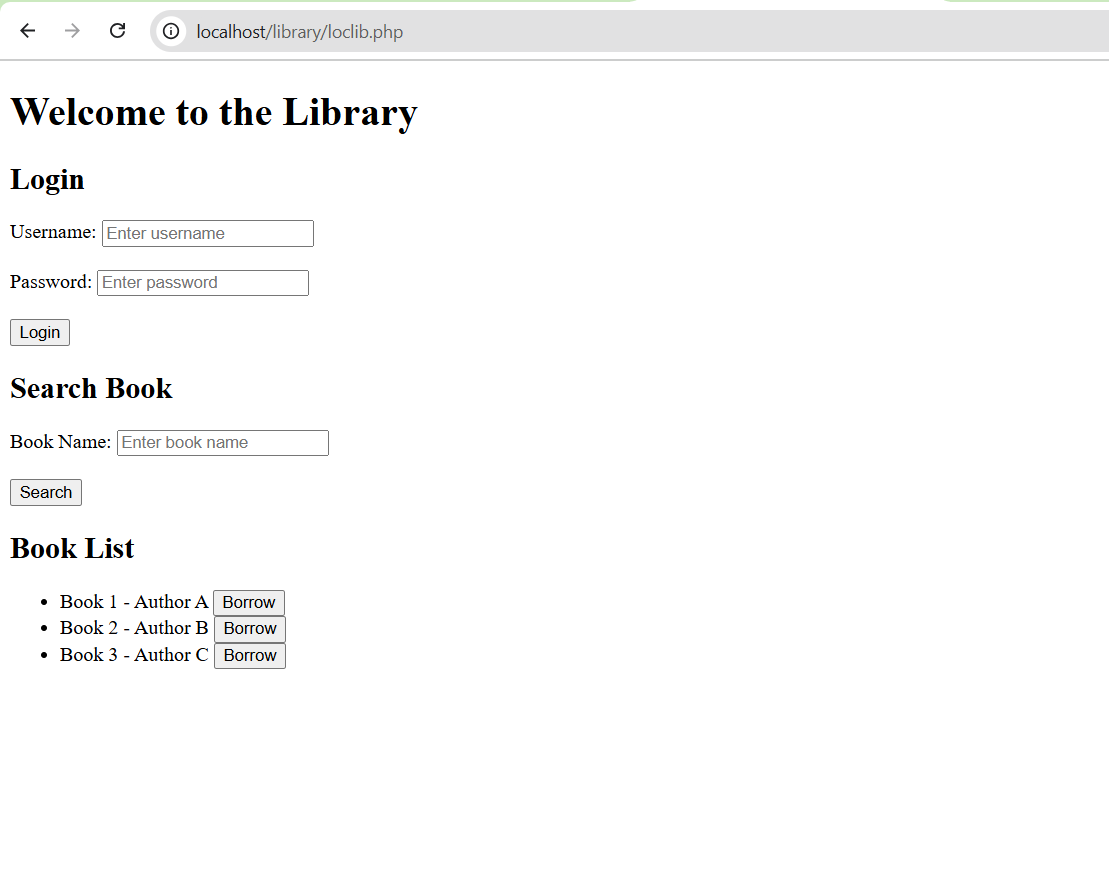 localhost/library/loclib.php
Welcome to the Library
Login
Username: Enter username
Password: Enter password
Login
Search Book
Book Name: Enter book name
Search
Book List
Book 1 - Author A Borrow
Book 2 - Author B Borrow
Book 3 - Author C Borrow